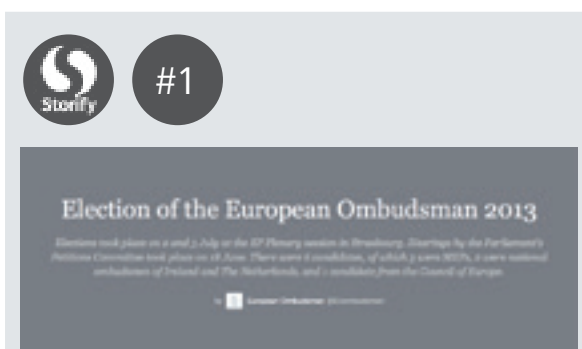 Storify
#1
Election of the European Ombudsman 2013
Elections took place on 2 and 3 July at the EP Plenary session in Strasbourg. Hearings by the Parliament's
Petitions Committee took place on 18 June. There were 6 candidates, of which 3 were MEPs, 2 were national
ombudsmen of Ireland and The Netherlands, and 1 candidate from the Council of Europe.
by European Ombudsman